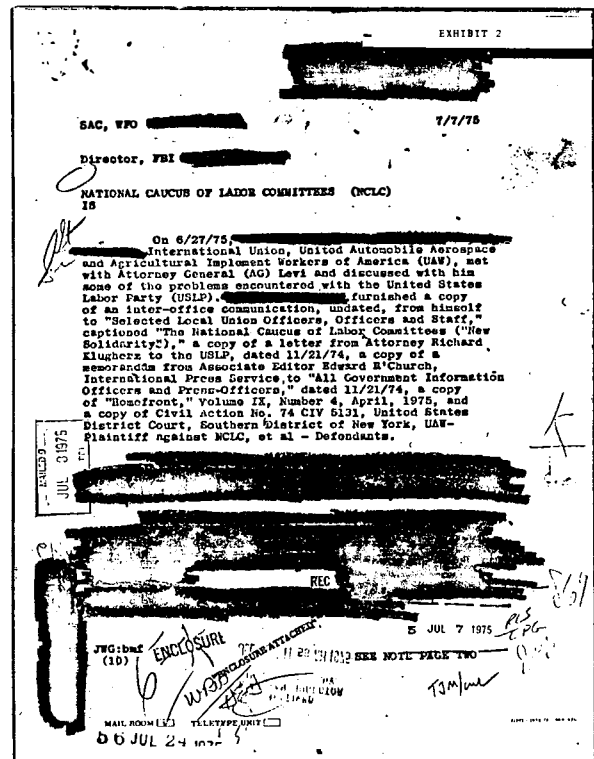 EXHIBIT 2
SAC, WFO
7/7/75
Director, FBI
NATIONAL CAUCUS OF LABOR COMMITTEES (NCLC)
IS
On 6/27/75,
International Union, United Automobile Aerospace
and Agricultural Implement Workers of America (UAW), met
with Attorney General (AG) Levi and discussed with him
some of the problems encountered with the United States
Labor Party (USLP). furnished a copy
of an inter-office communication, undated, from himself
to "Selected Local Union Officers, Officers and Staff,"
captioned "The National Caucus of Labor Committees ("New
Solidarity")," a copy of a letter from Attorney Richard
Klugherz to the USLP, dated 11/21/74, a copy of a
memorandum from Associate Editor Edward E'Church,
International Press Service, to "All Government Information
Officers and Press-Officers," dated 11/21/74, a copy
of "Homefront," Volume IX, Number 4, April, 1975, and
a copy of Civil Action No. 74 CIV 5131, United States
District Court, Southern District of New York, UAW-
Plaintiff against NCLC, et al - Defendants.
MAILED 9
JUL 3 1975
FBI
REC
5 JUL 7 1975
JWG:bmf
(10)
ENCLOSURE
ENCLOSURE ATTACHED
SEE NOTE PAGE TWO
MAIL ROOM
TELETYPE UNIT
56 JUL 24